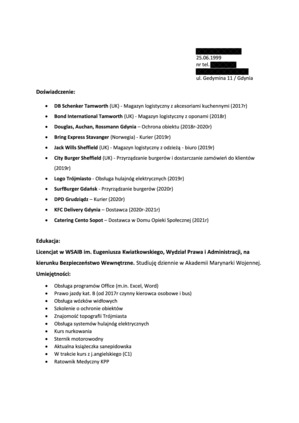 25.06.1999
nr tel.
ul. Gedymina 11 / Gdynia
Doświadczenie:
• DB Schenker Tamworth (UK) - Magazyn logistyczny z akcesoriami kuchennymi (2017r)
• Bond International Tamworth (UK) - Magazyn logistyczny z oponami (2018r)
• Douglas, Auchan, Rossmann Gdynia – Ochrona obiektu (2018r-2020r)
• Bring Express Stavanger (Norwegia) - Kurier (2019r)
• Jack Wills Sheffield (UK) - Magazyn logistyczny z odzieżą - biuro (2019r)
• City Burger Sheffield (UK) - Przyrządzanie burgerów i dostarczanie zamówień do klientów
(2019r)
• Logo Trójmiasto - Obsługa hulajnóg elektrycznych (2019r)
• SurfBurger Gdańsk - Przyrządzanie burgerów (2020r)
• DPD Grudziądz – Kurier (2020r)
• KFC Delivery Gdynia – Dostawca (2020r-2021r)
• Catering Cento Sopot – Dostawca w Domu Opieki Społecznej (2021r)
Edukacja:
Licencjat w WSAIB im. Eugeniusza Kwiatkowskiego, Wydział Prawa i Administracji, na
kierunku Bezpieczeństwo Wewnętrzne. Studiuję dziennie w Akademii Marynarki Wojennej.
Umiejętności:
• Obsługa programów Office (m.in. Excel, Word)
• Prawo jazdy kat. B (od 2017r czynny kierowca osobowe i bus)
• Obsługa wózków widłowych
• Szkolenie o ochronie obiektów
• Znajomość topografii Trójmiasta
• Obsługa systemów hulajnóg elektrycznych
• Kurs nurkowania
• Sternik motorowodny
• Aktualna książeczka sanepidowska
• W trakcie kurs z j.angielskiego (C1)
• Ratownik Medyczny KPP